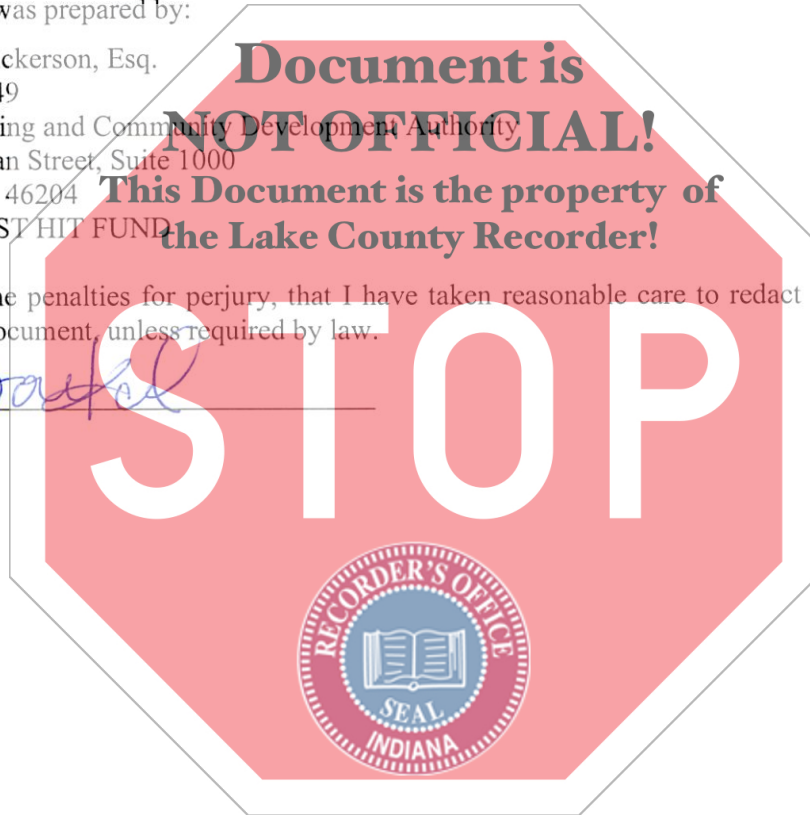 was prepared by:
ckerson, Esq.
49
ing and Community Development Authority
an Street, Suite 1000
46204
ST HIT FUND
Document is
NOT OFFICIAL!
This Document is the property of
the Lake County Recorder!
he penalties for perjury, that I have taken reasonable care to redact
ocument, unless required by law.
STOP
RECORDER'S OFFICE
SEAL
INDIANA